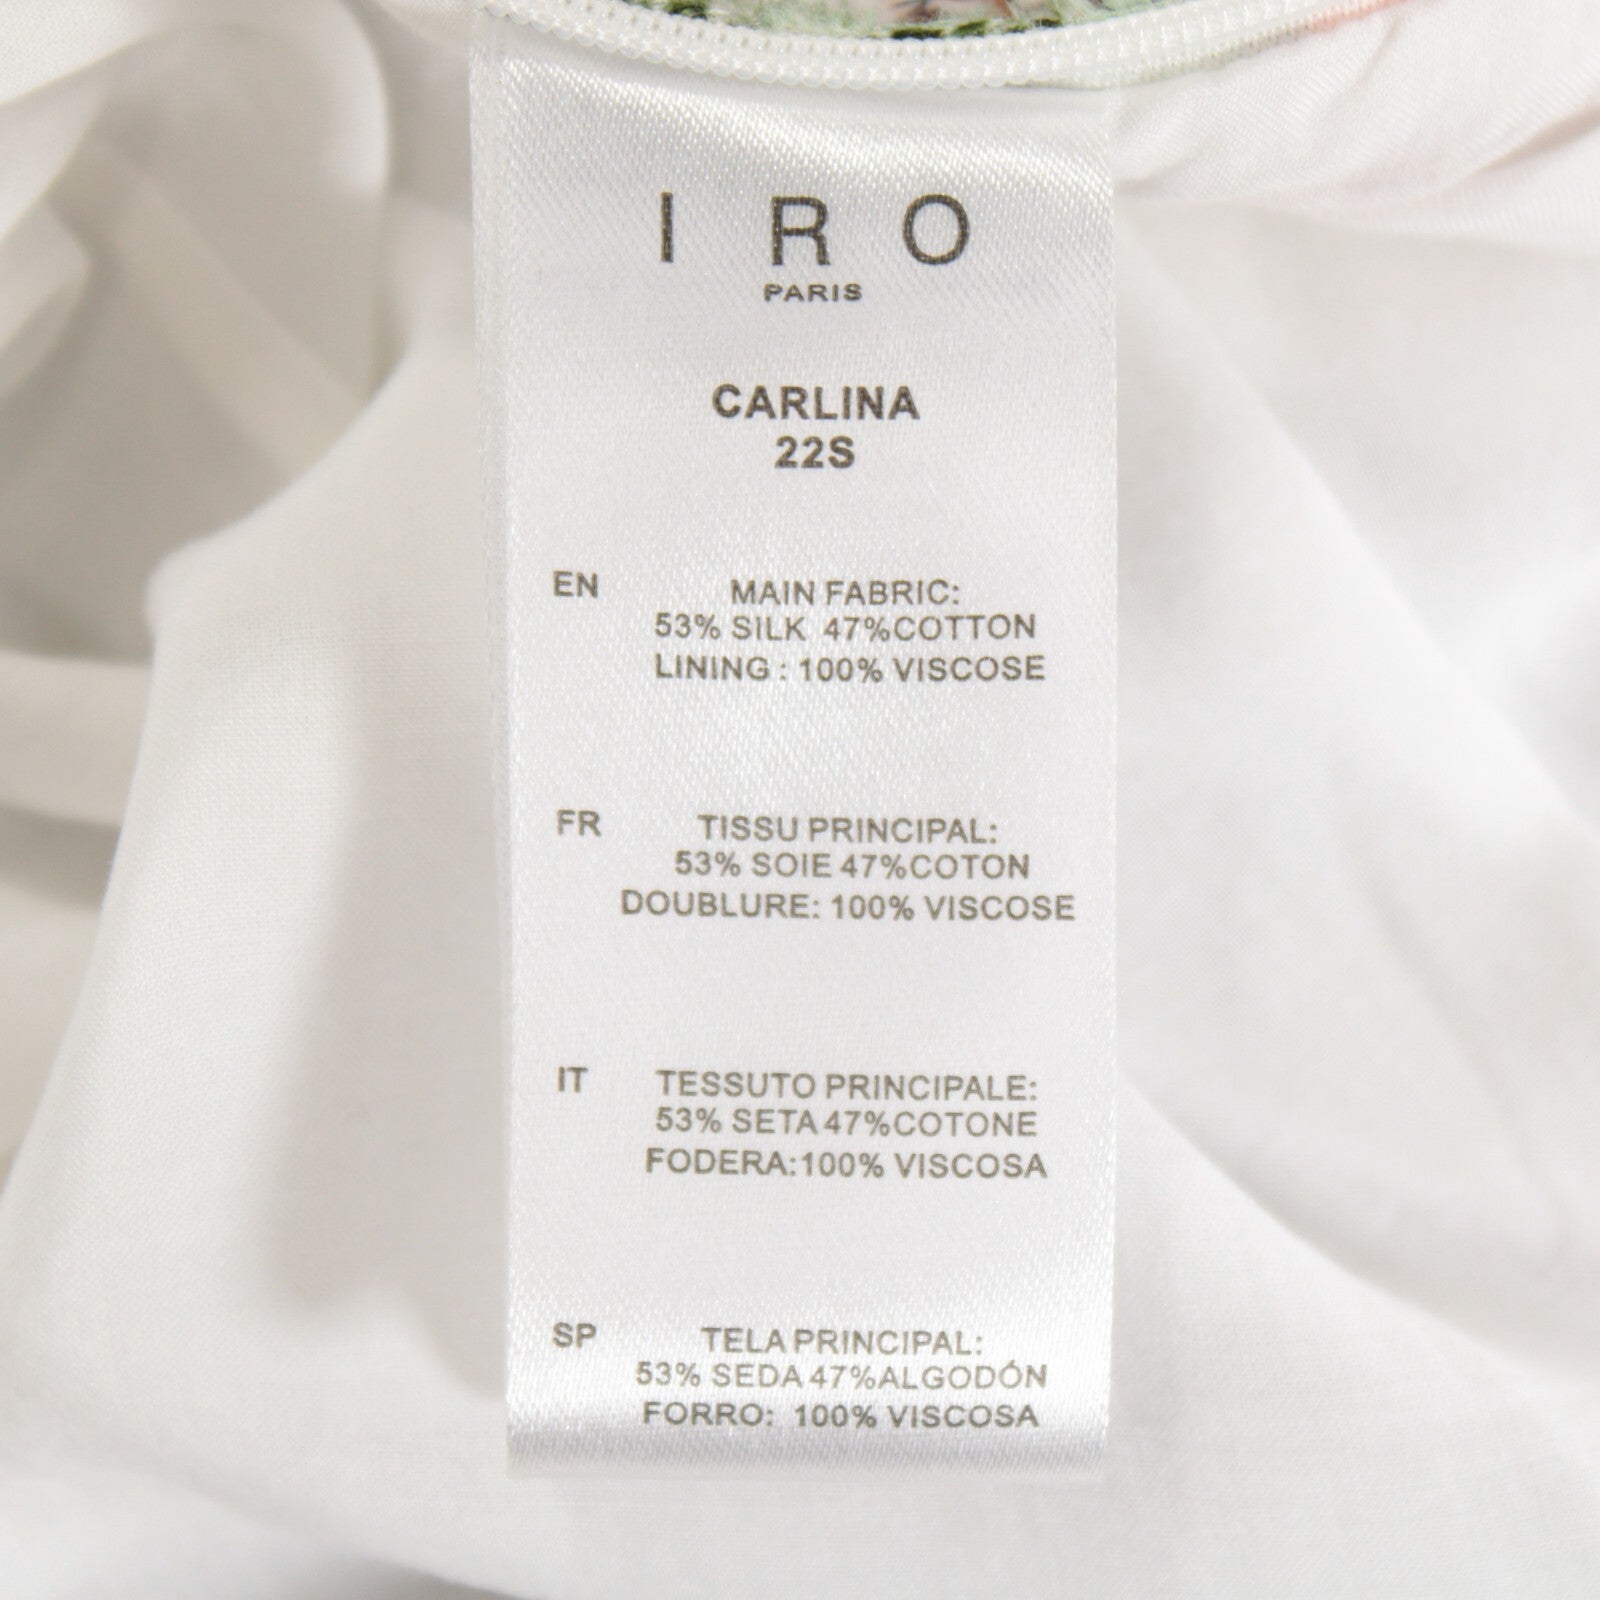 IRO
PARIS
CARLINA
22S
EN MAIN FABRIC:
53% SILK 47%COTTON
LINING : 100% VISCOSE
FR TISSU PRINCIPAL:
53% SOIE 47%COTON
DOUBLURE: 100% VISCOSE
IT TESSUTO PRINCIPALE:
53% SETA 47%COTONE
FODERA:100% VISCOSA
SP TELA PRINCIPAL:
53% SEDA 47%ALGODÓN
FORRO: 100% VISCOSA